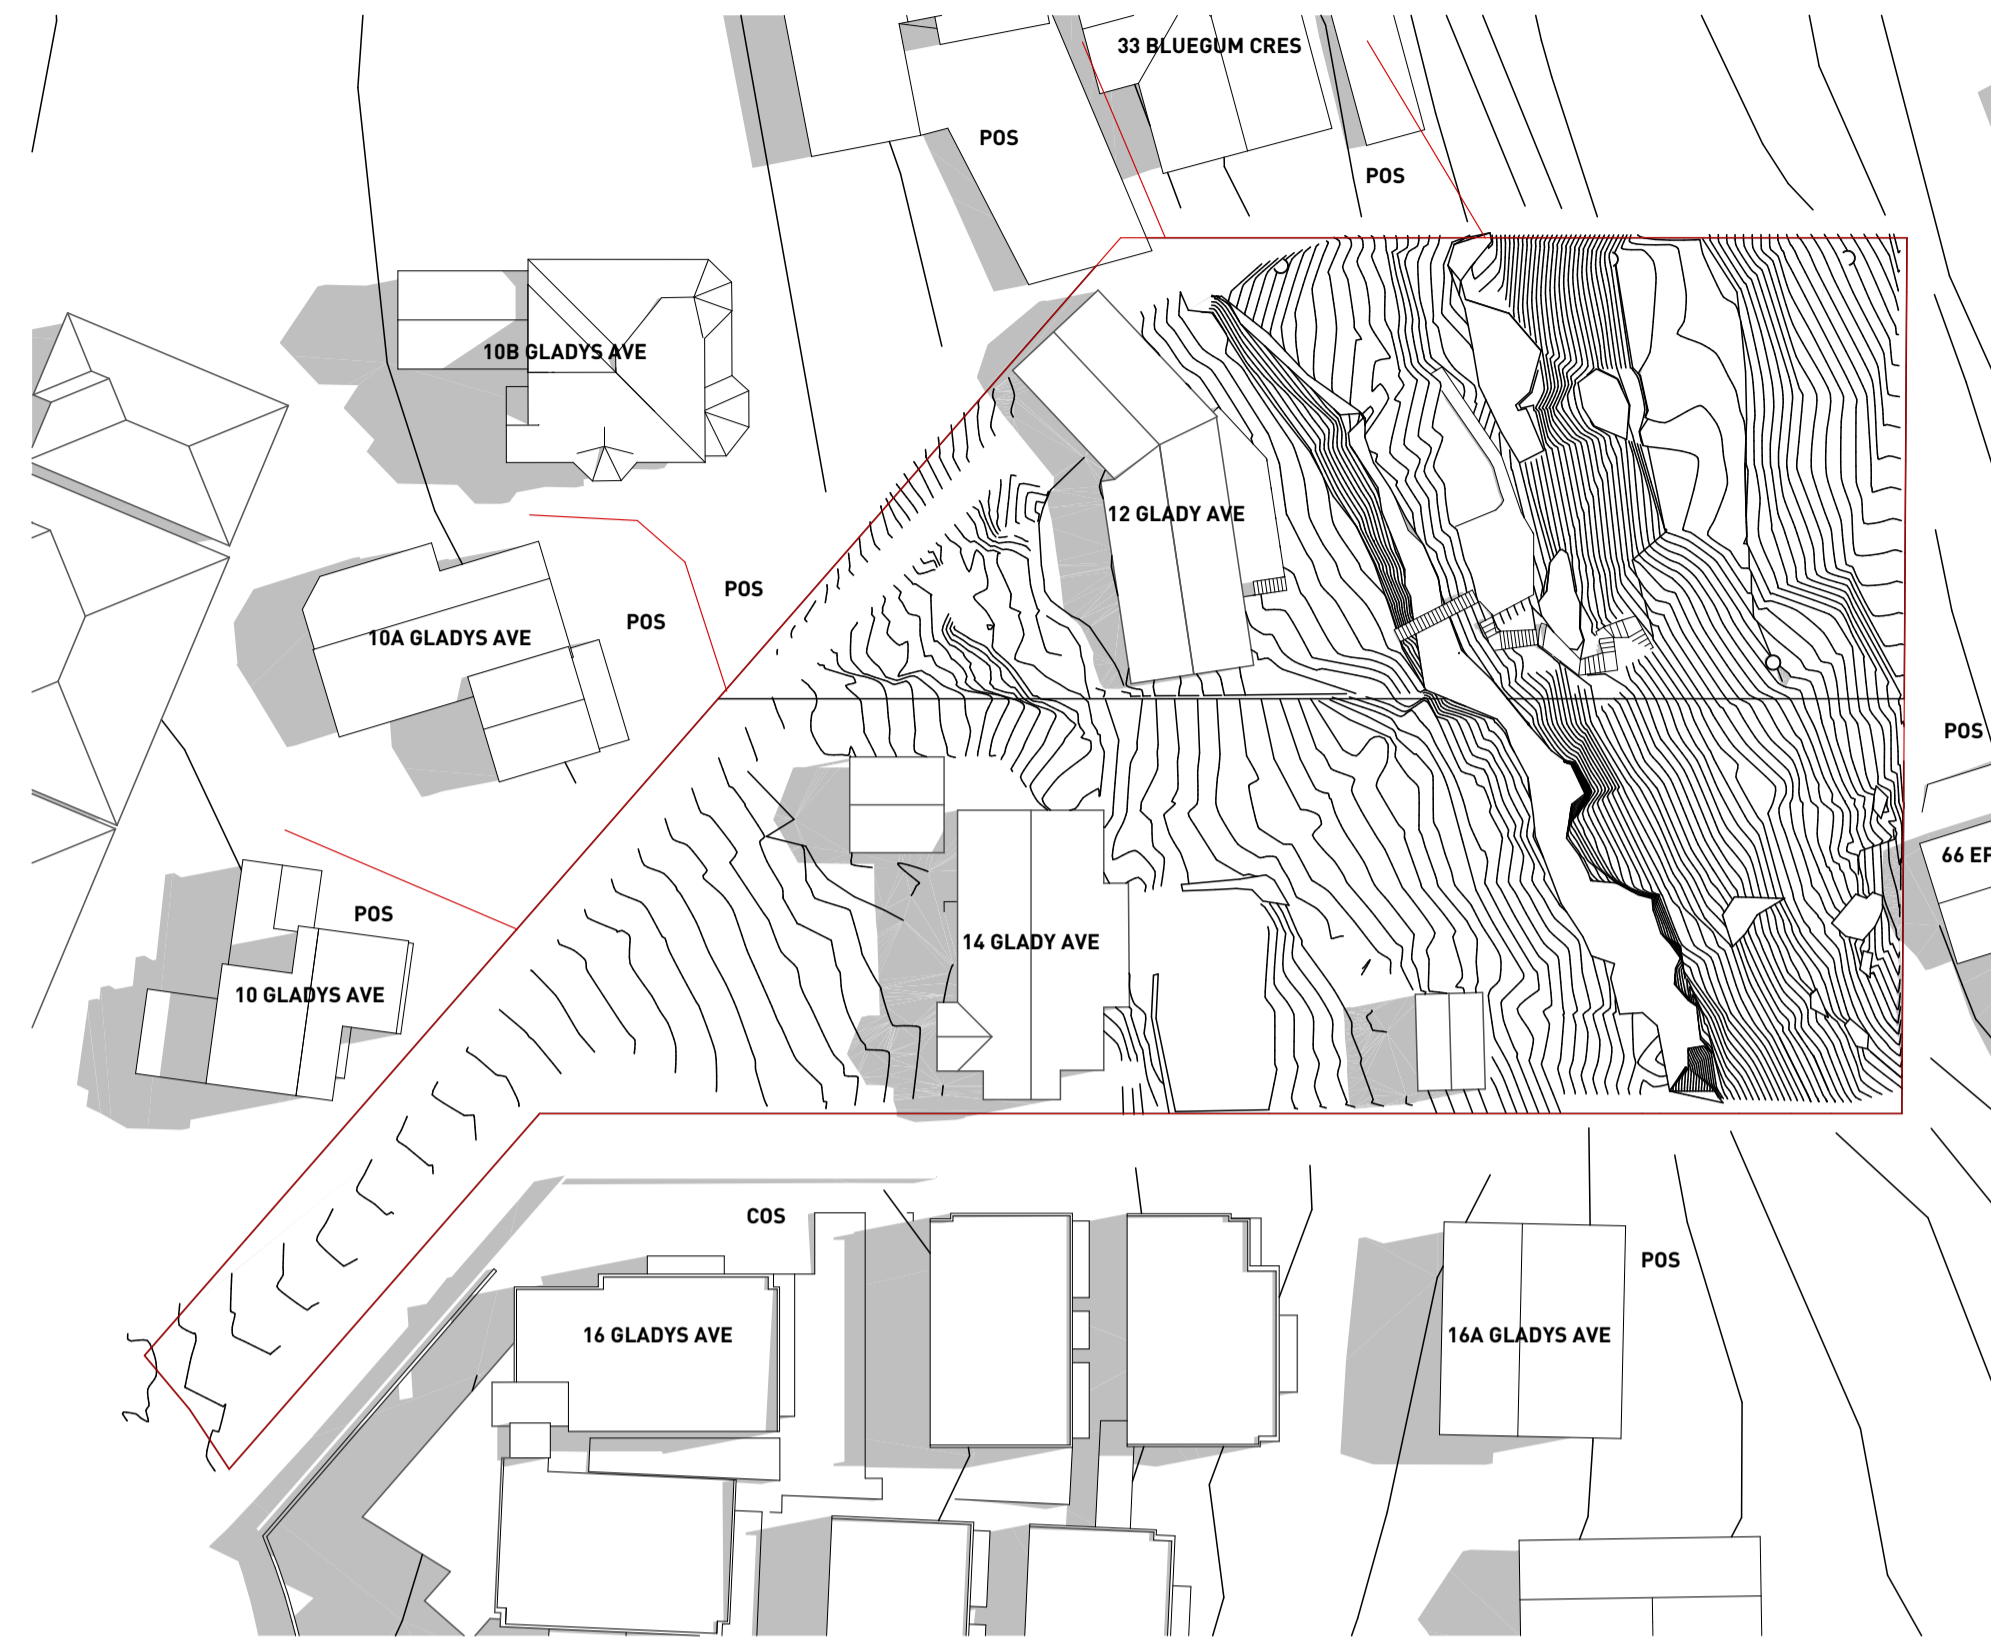 33 BLUEGUM CRES
POS
POS
10B GLADYS AVE
12 GLADY AVE
POS
POS
10A GLADYS AVE
POS
66
POS
14 GLADY AVE
10 GLADYS AVE
COS
POS
16 GLADYS AVE
16A GLADYS AVE